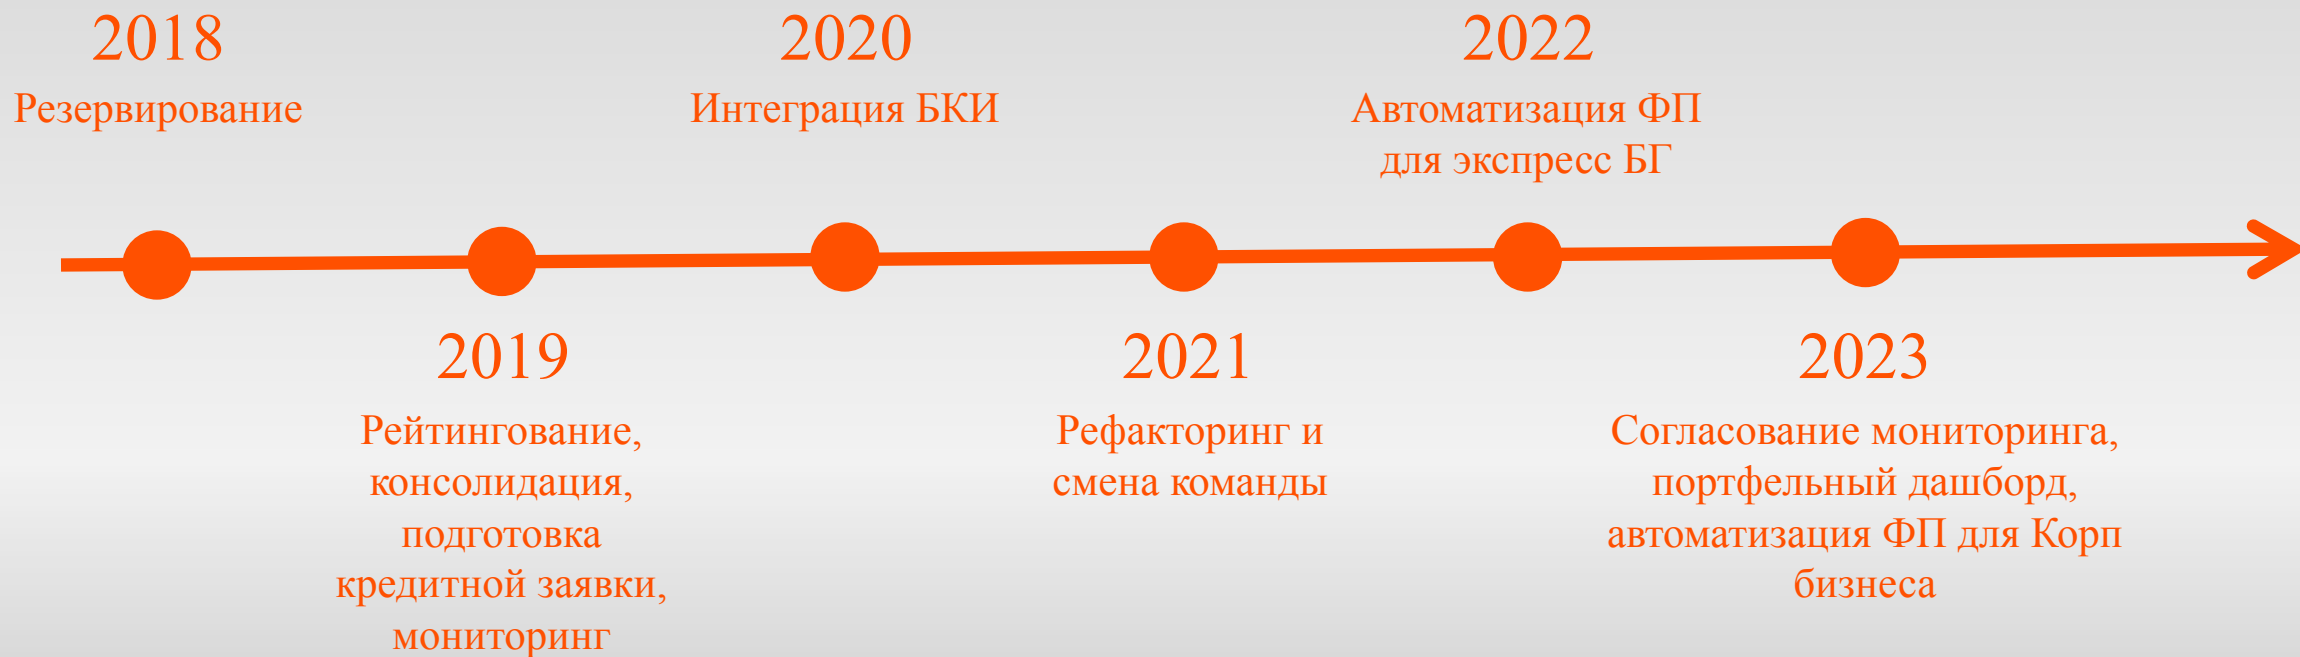 2018
Резервирование
2019
Рейтингование,
консолидация,
подготовка
кредитной заявки,
мониторинг
2020
Интеграция БКИ
2021
Рефакторинг и
смена команды
2022
Автоматизация ФП
для экспресс БГ
2023
Согласование мониторинга,
портфельный дашборд,
автоматизация ФП для Корп
бизнеса